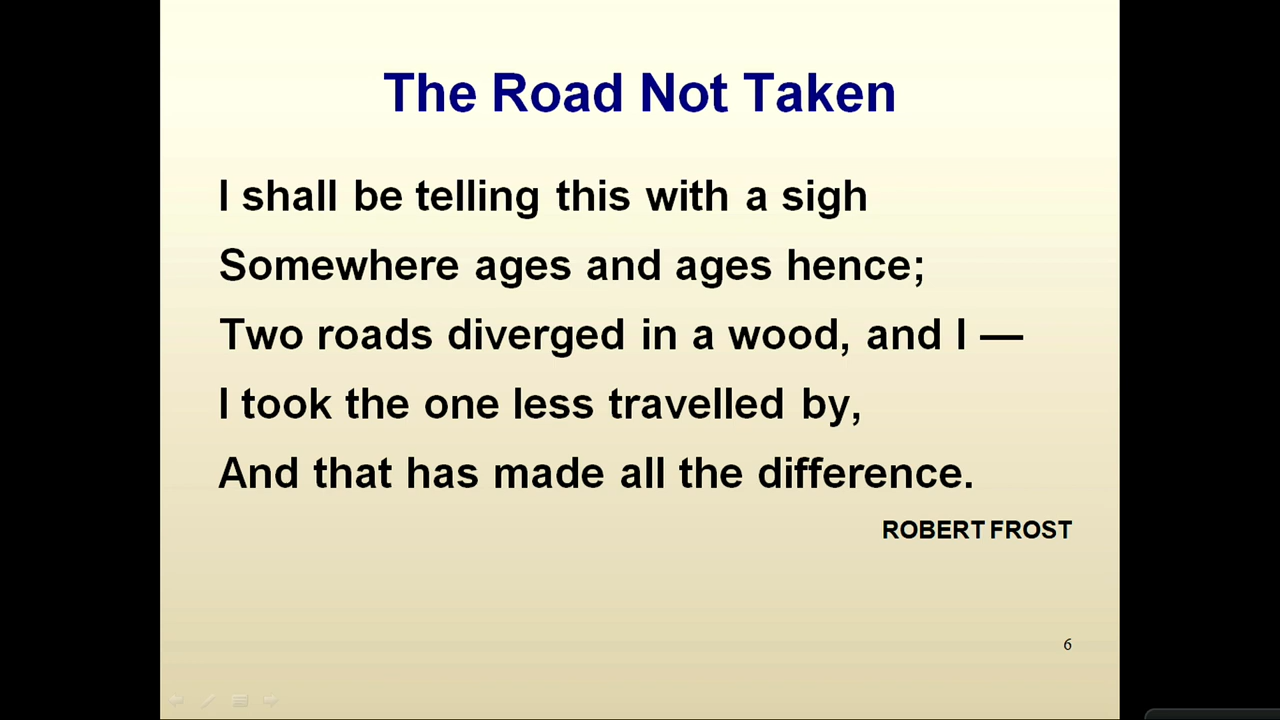 The Road Not Taken
I shall be telling this with a sigh
Somewhere ages and ages hence;
Two roads diverged in a wood, and I —
I took the one less travelled by,
And that has made all the difference.
ROBERT FROST
6